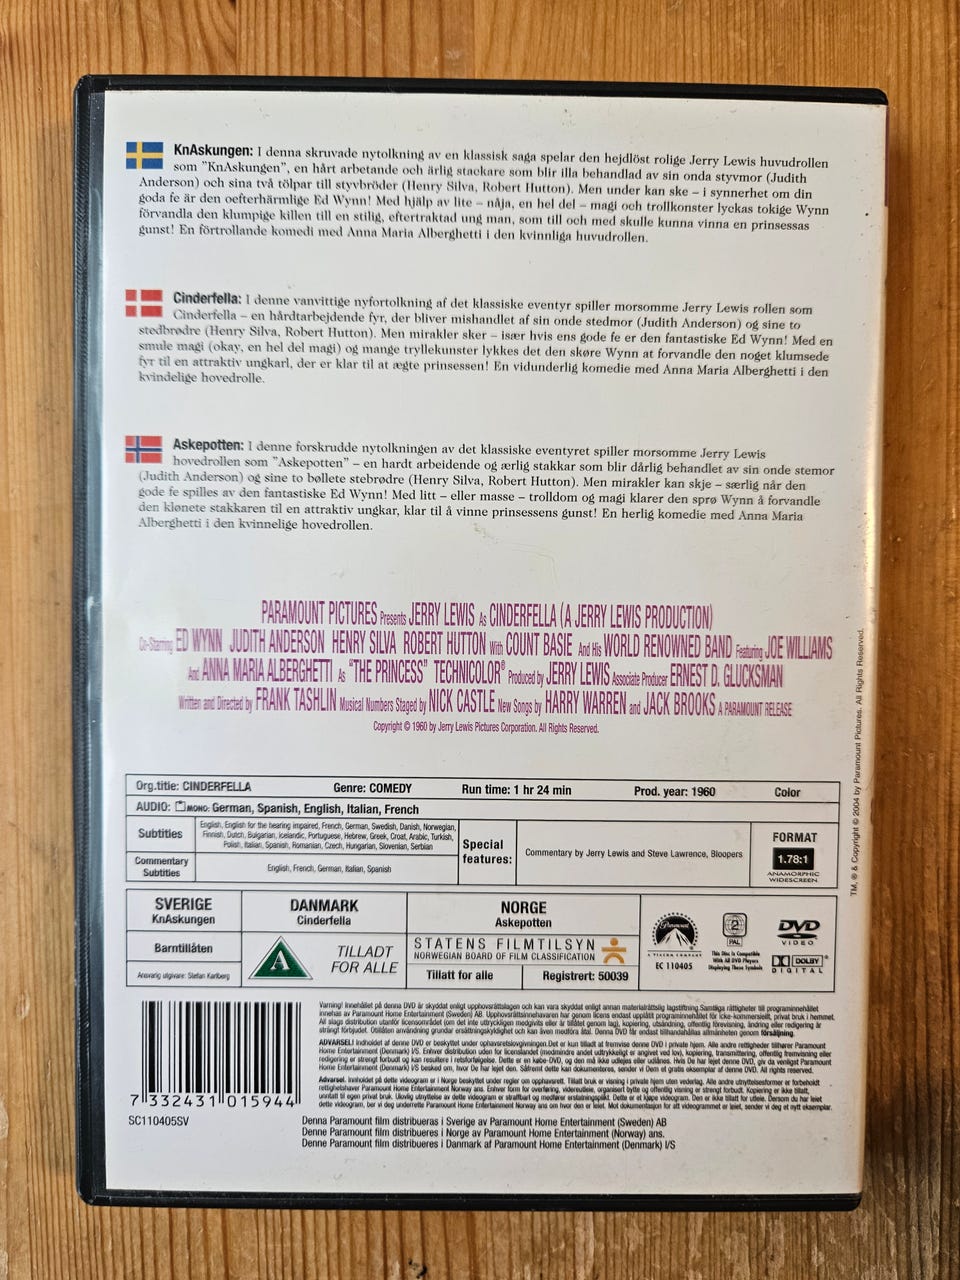 KnAskungen: I denna skruvade nytolkning av en klassisk saga spelar den hejdlöst rolige Jerry Lewis huvudrollen
som "KnAskungen", en hårt arbetande och ärlig stackare som blir illa behandlad av sin onda styvmor (Judith
Anderson) och sina två tölpar till styvbröder (Henry Silva, Robert Hutton). Men under kan ske – i synnerhet om din
goda fe är den oefterhärmlige Ed Wynn! Med hjälp av lite – nåja, en hel del – magi och trollkonster lyckas tokige Wynn
förvandla den klumpige killen till en stilig, eftertraktad ung man, som till och med skulle kunna vinna en prinsessas
gunst! En förtrollande komedi med Anna Maria Alberghetti i den kvinnliga huvudrollen.
Cinderfella: I denne vanvittige nyfortolkning af det klassiske eventyr spiller morsomme Jerry Lewis rollen som
Cinderfella – en hårdtarbejdende fyr, der bliver mishandlet af sin onde stedmor (Judith Anderson) og sine to
stedbrødre (Henry Silva, Robert Hutton). Men mirakler sker – især hvis ens gode fe er den fantastiske Ed Wynn! Med en
smule magi (okay, en hel del magi) og mange tryllekunster lykkes det den skøre Wynn at forvandle den noget klumsede
fyr til en attraktiv ungkarl, der er klar til at ægte prinsessen! En vidunderlig komedie med Anna Maria Alberghetti i den
kvindelige hovedrolle.
Askepotten: I denne forskrudde nytolkningen av det klassiske eventyret spiller morsomme Jerry Lewis
hovedrollen som "Askepotten" – en hardt arbeidende og ærlig stakkar som blir dårlig behandlet av sin onde stemor
(Judith Anderson) og sine to bøllete stebrødre (Henry Silva, Robert Hutton). Men mirakler kan skje – særlig når den
gode fe spilles av den fantastiske Ed Wynn! Med litt – eller masse – trolldom og magi klarer den sprø Wynn å forvandle
den klønete stakkaren til en attraktiv ungkar, klar til å vinne prinsessens gunst! En herlig komedie med Anna Maria
Alberghetti i den kvinnelige hovedrollen.
PARAMOUNT PICTURES Presents JERRY LEWIS As CINDERFELLA (A JERRY LEWIS PRODUCTION)
Co-Starring ED WYNN JUDITH ANDERSON HENRY SILVA ROBERT HUTTON With COUNT BASIE And His WORLD RENOWNED BAND Featuring JOE WILLIAMS
And ANNA MARIA ALBERGHETTI As "THE PRINCESS" TECHNICOLOR® Produced by JERRY LEWIS Associate Producer ERNEST D. GLUCKSMAN
Written and Directed by FRANK TASHLIN Musical Numbers Staged by NICK CASTLE New Songs by HARRY WARREN and JACK BROOKS A PARAMOUNT RELEASE
Copyright © 1960 by Jerry Lewis Pictures Corporation. All Rights Reserved.
TM, ® & Copyright © 2004 by Paramount Pictures. All Rights Reserved.
Org.title: CINDERFELLA Genre: COMEDY Run time: 1 hr 24 min Prod. year: 1960 Color
AUDIO: MONO: German, Spanish, English, Italian, French
Subtitles
English, English for the hearing impaired, French, German, Swedish, Danish, Norwegian,
Finnish, Dutch, Bulgarian, Icelandic, Portuguese, Hebrew, Greek, Croat, Arabic, Turkish,
Polish, Italian, Spanish, Romanian, Czech, Hungarian, Slovenian, Serbian
Commentary
Subtitles
English, French, German, Italian, Spanish
Special
features:
Commentary by Jerry Lewis and Steve Lawrence, Bloopers
FORMAT
1.78:1
ANAMORPHIC
WIDESCREEN
SVERIGE
KnAskungen
DANMARK
Cinderfella
NORGE
Askepotten
Barntillåten
Ansvarig utgivare: Stefan Karlberg
A
TILLADT
FOR ALLE
STATENS FILMTILSYN
NORWEGIAN BOARD OF FILM CLASSIFICATION
Tillatt for alle
Registrert: 50039
Paramount
EC 110405
2
PAL
This Disc is Compatible
With All DVD Players
Displaying These Symbols
DVD
VIDEO
DOLBY
DIGITAL
7 332431 015944
SC110405SV
Denna Paramount film distribueras i Sverige av Paramount Home Entertainment (Sweden) AB
Denne Paramount film distribueres i Norge av Paramount Home Entertainment (Norway) ans.
Denne Paramount film distribueres i Danmark af Paramount Home Entertainment (Denmark) I/S